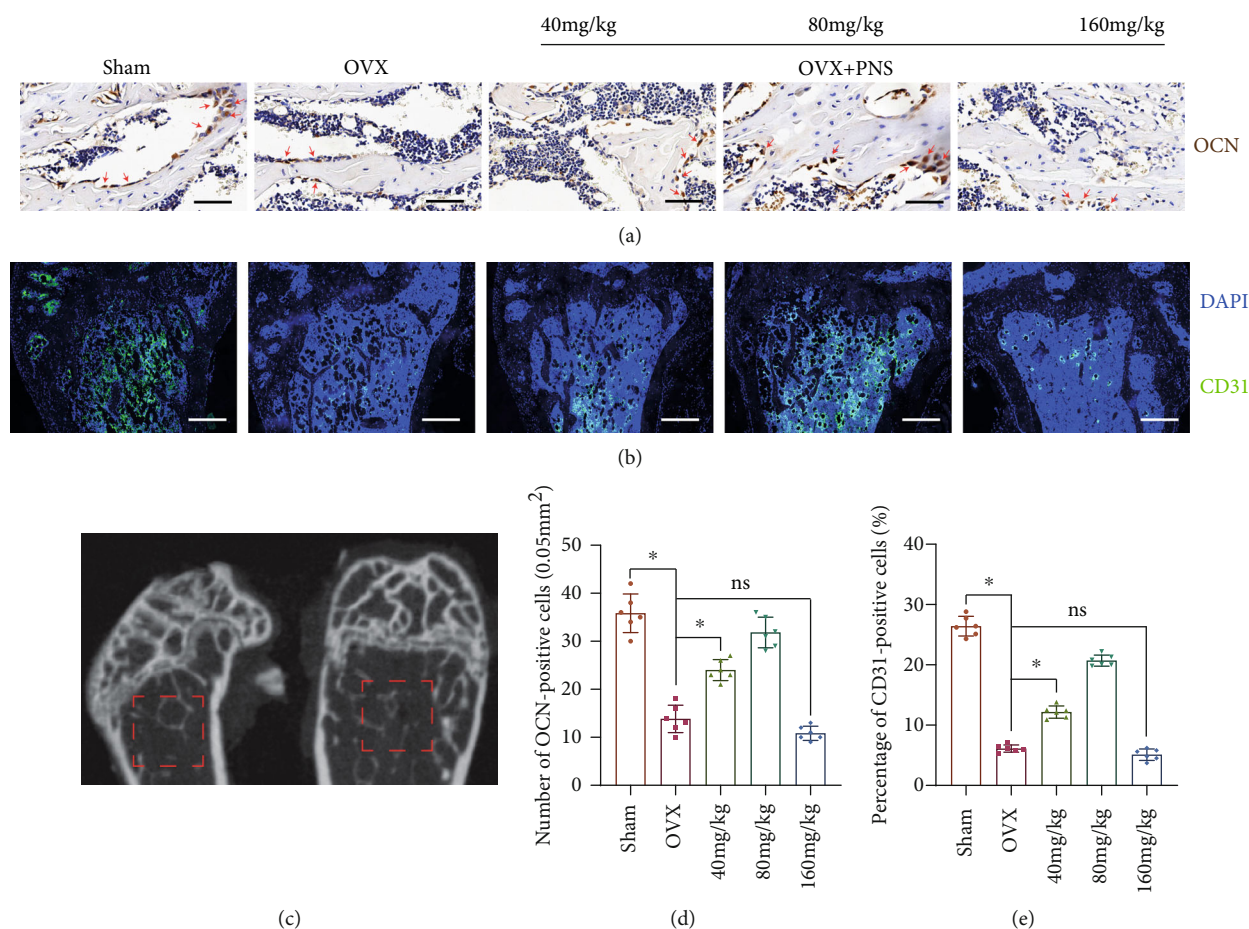 40mg/kg 80mg/kg 160mg/kg
Sham OVX OVX+PNS
OCN
(a)
DAPI
CD31
(b)
(c)
Number of OCN-positive cells (0.05mm²)
50
40
30
20
10
0
* * ns
Sham OVX 40mg/kg 80mg/kg 160mg/kg
(d)
Percentage of CD31-positive cells (%)
40
30
20
10
0
* * ns
Sham OVX 40mg/kg 80mg/kg 160mg/kg
(e)